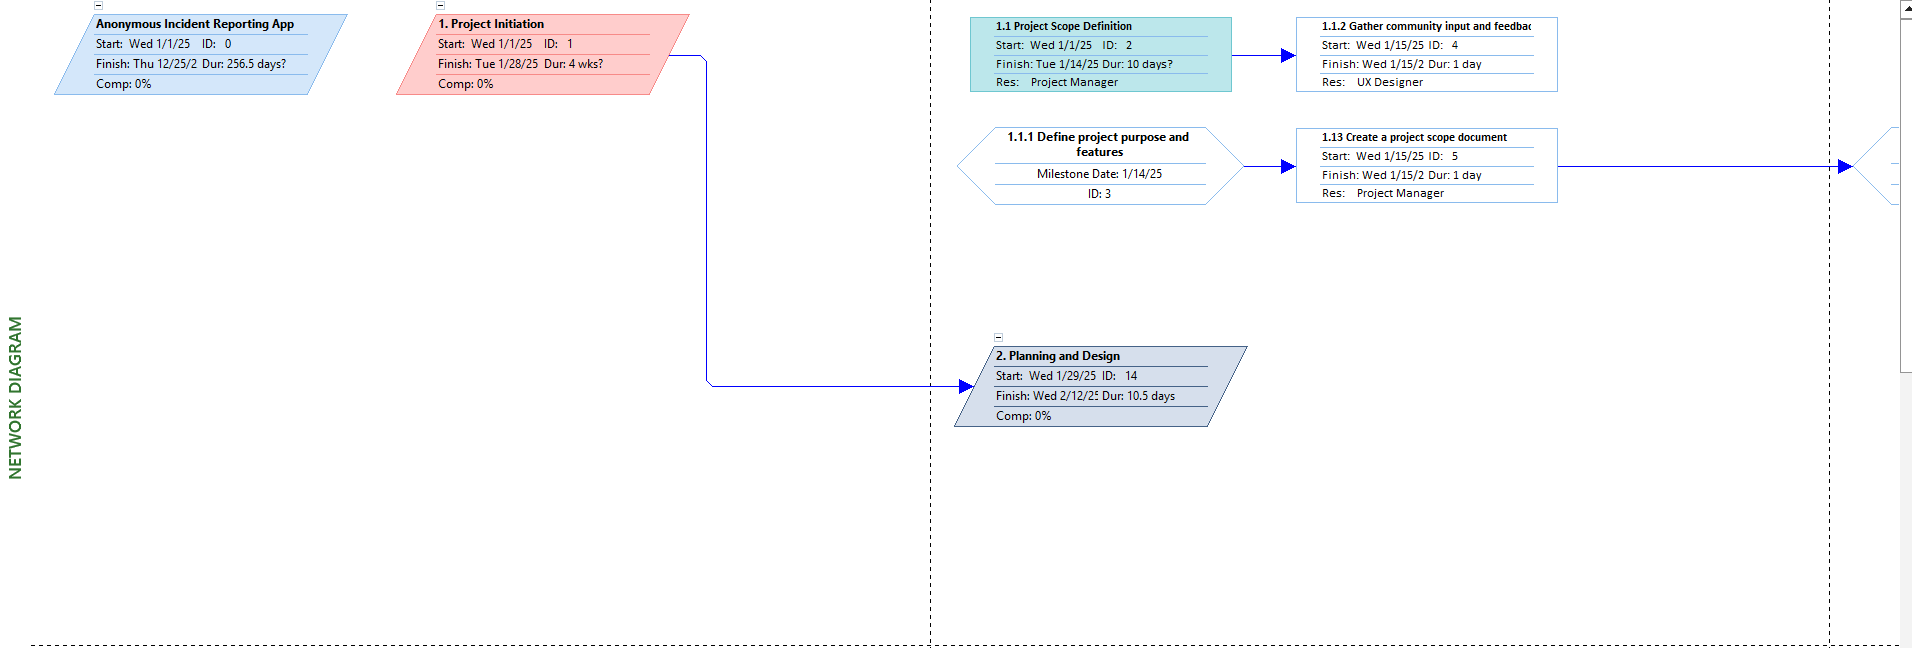 Anonymous Incident Reporting App
Start: Wed 1/1/25 ID: 0
Finish: Thu 12/25/2 Dur: 256.5 days?
Comp: 0%
1. Project Initiation
Start: Wed 1/1/25 ID: 1
Finish: Tue 1/28/25 Dur: 4 wks?
Comp: 0%
1.1 Project Scope Definition
Start: Wed 1/1/25 ID: 2
Finish: Tue 1/14/25 Dur: 10 days?
Res: Project Manager
1.1.2 Gather community input and feedbac
Start: Wed 1/15/25 ID: 4
Finish: Wed 1/15/2 Dur: 1 day
Res: UX Designer
1.1.1 Define project purpose and
features
Milestone Date: 1/14/25
ID: 3
1.13 Create a project scope document
Start: Wed 1/15/25 ID: 5
Finish: Wed 1/15/2 Dur: 1 day
Res: Project Manager
2. Planning and Design
Start: Wed 1/29/25 ID: 14
Finish: Wed 2/12/25 Dur: 10.5 days
Comp: 0%
NETWORK DIAGRAM